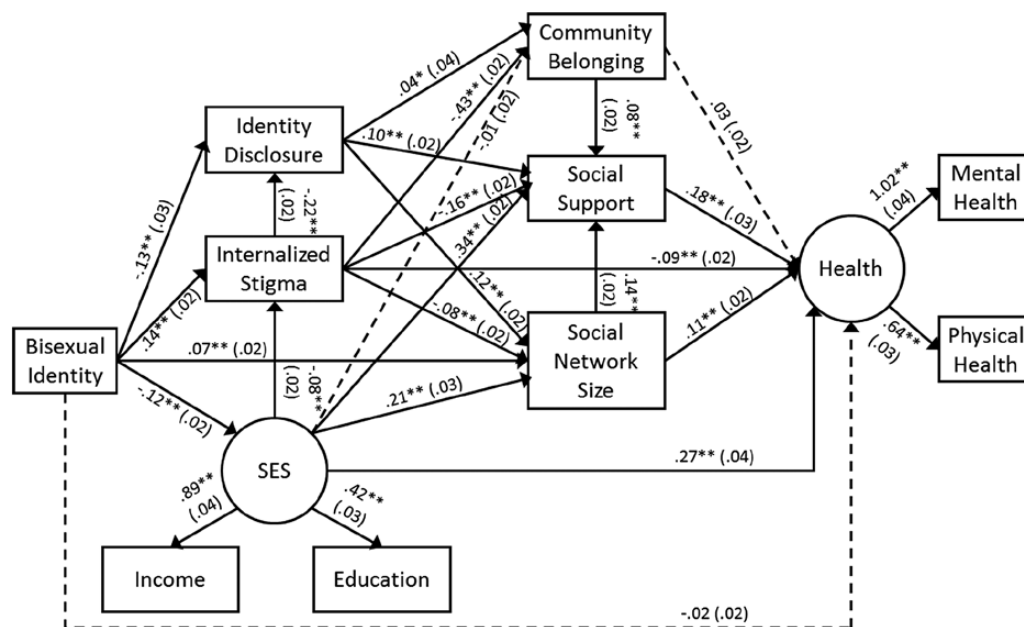 Community
Belonging
.04* (.04)
-.43** (.02)
-.01 (.02)
.08**
(.02)
.03 (.02)
Identity
Disclosure
.10** (.02)
Social
Support
1.02**
(.04)
Mental
Health
-.13** (.03)
-.22**
(.02)
-.16** (.02)
.34** (.02)
.18** (.03)
Internalized
Stigma
-.09** (.02)
Health
.14** (.02)
.12** (.02)
-.08** (.02)
.14**
(.02)
.11** (.02)
.64**
(.03)
Physical
Health
Bisexual
Identity
.07** (.02)
Social
Network
Size
-.12** (.02)
-.08**
(.02)
.21** (.03)
SES
.27** (.04)
.89**
(.04)
.42**
(.03)
Income
Education
-.02 (.02)